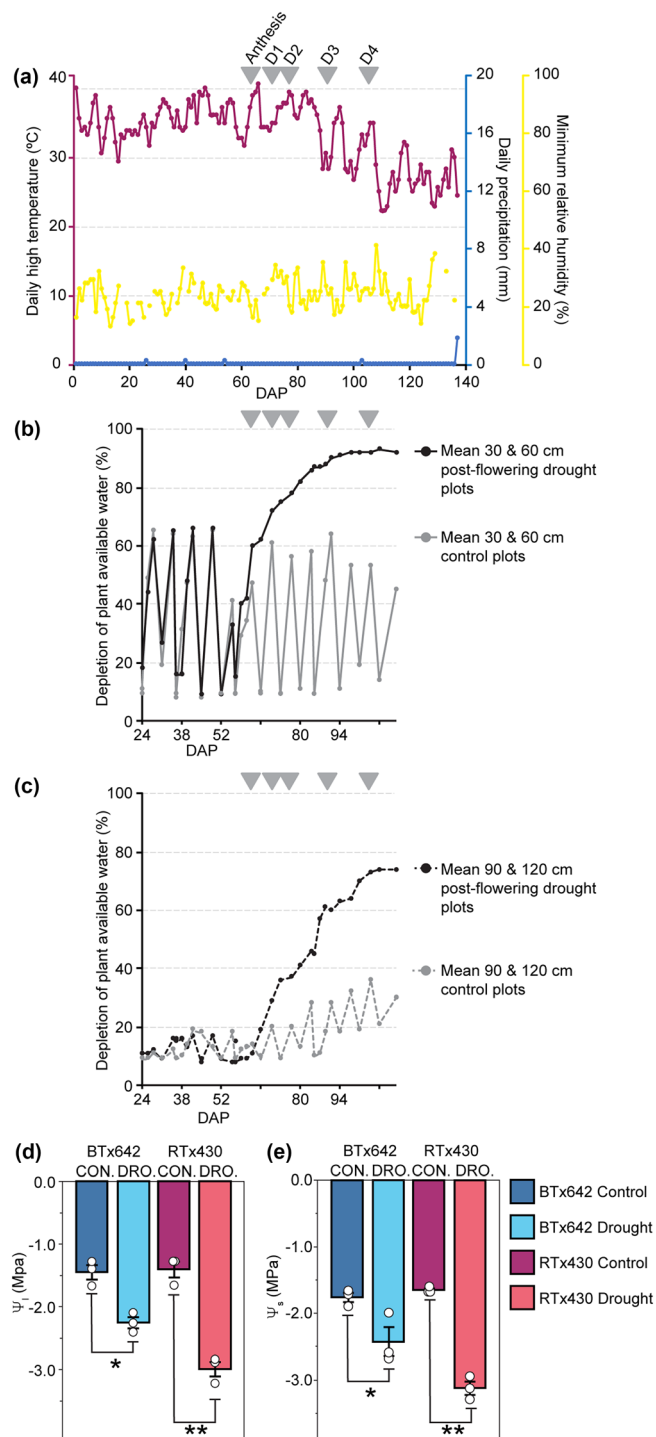 Anthesis
D1
D2
D3
D4
(a)
40
30
20
10
0
Daily high temperature (ºC)
20
16
12
8
4
0
Daily precipitation (mm)
100
80
60
40
20
0
Minimum relative humidity (%)
0 20 40 60 80 100 120 140
DAP
(b)
100
80
60
40
20
0
Depletion of plant available water (%)
24 38 52 80 94
DAP
Mean 30 & 60 cm
post-flowering drought
plots
Mean 30 & 60 cm
control plots
(c)
100
80
60
40
20
0
Depletion of plant available water (%)
24 38 52 80 94
DAP
Mean 90 & 120 cm
post-flowering drought
plots
Mean 90 & 120 cm
control plots
(d)
BTx642 RTx430
CON. DRO. CON. DRO.
0.0
-1.0
-2.0
-3.0
Ψl (Mpa)
*
**
(e)
BTx642 RTx430
CON. DRO. CON. DRO.
0.0
-1.0
-2.0
-3.0
Ψs (MPa)
*
**
BTx642 Control
BTx642 Drought
RTx430 Control
RTx430 Drought